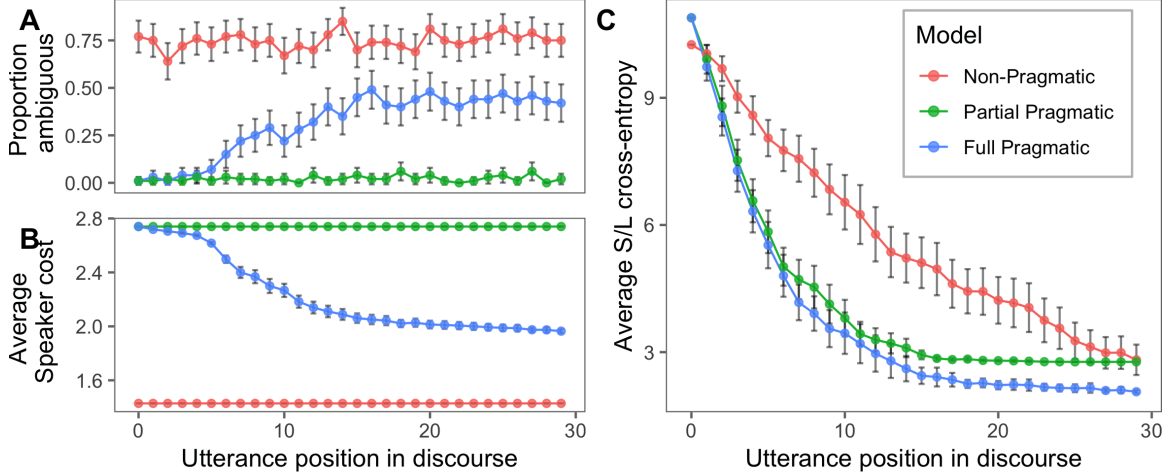 A
Proportion
ambiguous
0.75
0.50
0.25
0.00
B
Average
Speaker cost
2.8
2.4
2.0
1.6
0
10
20
30
Utterance position in discourse
C
Average S/L cross-entropy
9
6
3
0
10
20
30
Utterance position in discourse
Model
Non-Pragmatic
Partial Pragmatic
Full Pragmatic